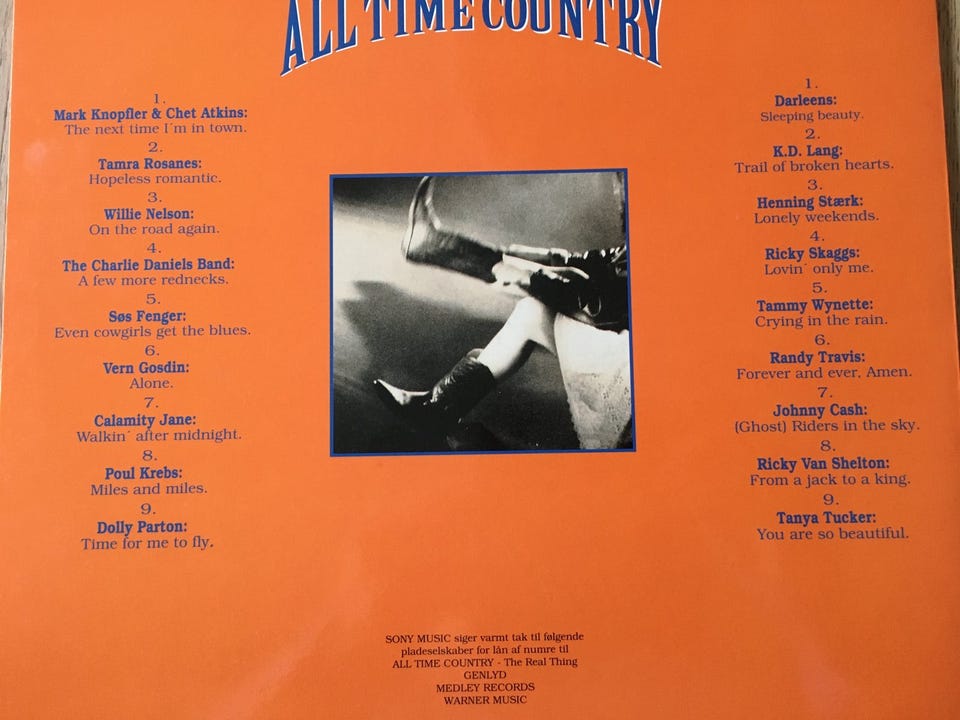 ALL TIME COUNTRY
1.
Mark Knopfler & Chet Atkins:
The next time I´m in town.
2.
Tamra Rosanes:
Hopeless romantic.
3.
Willie Nelson:
On the road again.
4.
The Charlie Daniels Band:
A few more rednecks.
5.
Søs Fenger:
Even cowgirls get the blues.
6.
Vern Gosdin:
Alone.
7.
Calamity Jane:
Walkin´ after midnight.
8.
Poul Krebs:
Miles and miles.
9.
Dolly Parton:
Time for me to fly.
1.
Darleens:
Sleeping beauty.
2.
K.D. Lang:
Trail of broken hearts.
3.
Henning Stærk:
Lonely weekends.
4.
Ricky Skaggs:
Lovin´ only me.
5.
Tammy Wynette:
Crying in the rain.
6.
Randy Travis:
Forever and ever, Amen.
7.
Johnny Cash:
(Ghost) Riders in the sky.
8.
Ricky Van Shelton:
From a jack to a king.
9.
Tanya Tucker:
You are so beautiful.
SONY MUSIC siger varmt tak til følgende
pladeselskaber for lån af numre til
ALL TIME COUNTRY - The Real Thing
GENLYD
MEDLEY RECORDS
WARNER MUSIC